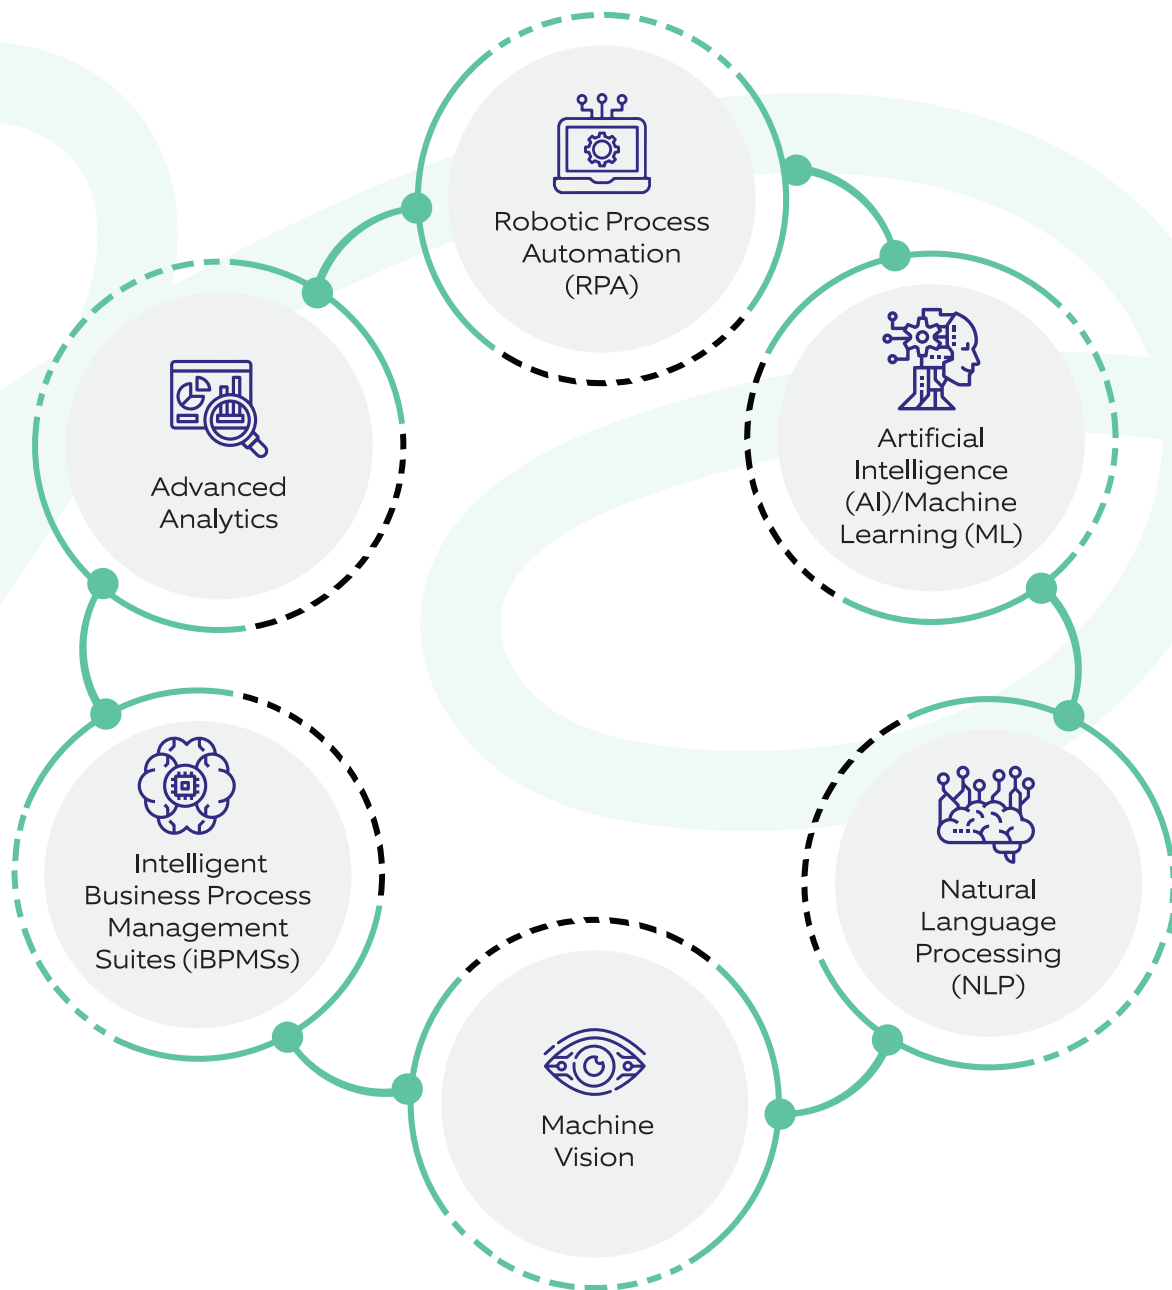 Robotic Process
Automation
(RPA)
Artificial
Intelligence
(AI)/Machine
Learning (ML)
Natural
Language
Processing
(NLP)
Machine
Vision
Intelligent
Business Process
Management
Suites (iBPMSs)
Advanced
Analytics